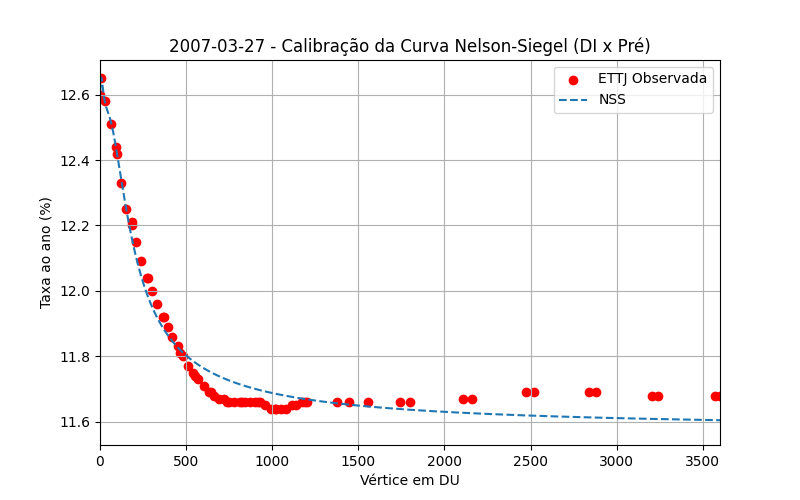 2007-03-27 - Calibração da Curva Nelson-Siegel (DI x Pré)
ETTJ Observada
NSS
12.6
12.4
12.2
12.0
11.8
11.6
Taxa ao ano (%)
0
500
1000
1500
2000
2500
3000
3500
Vértice em DU